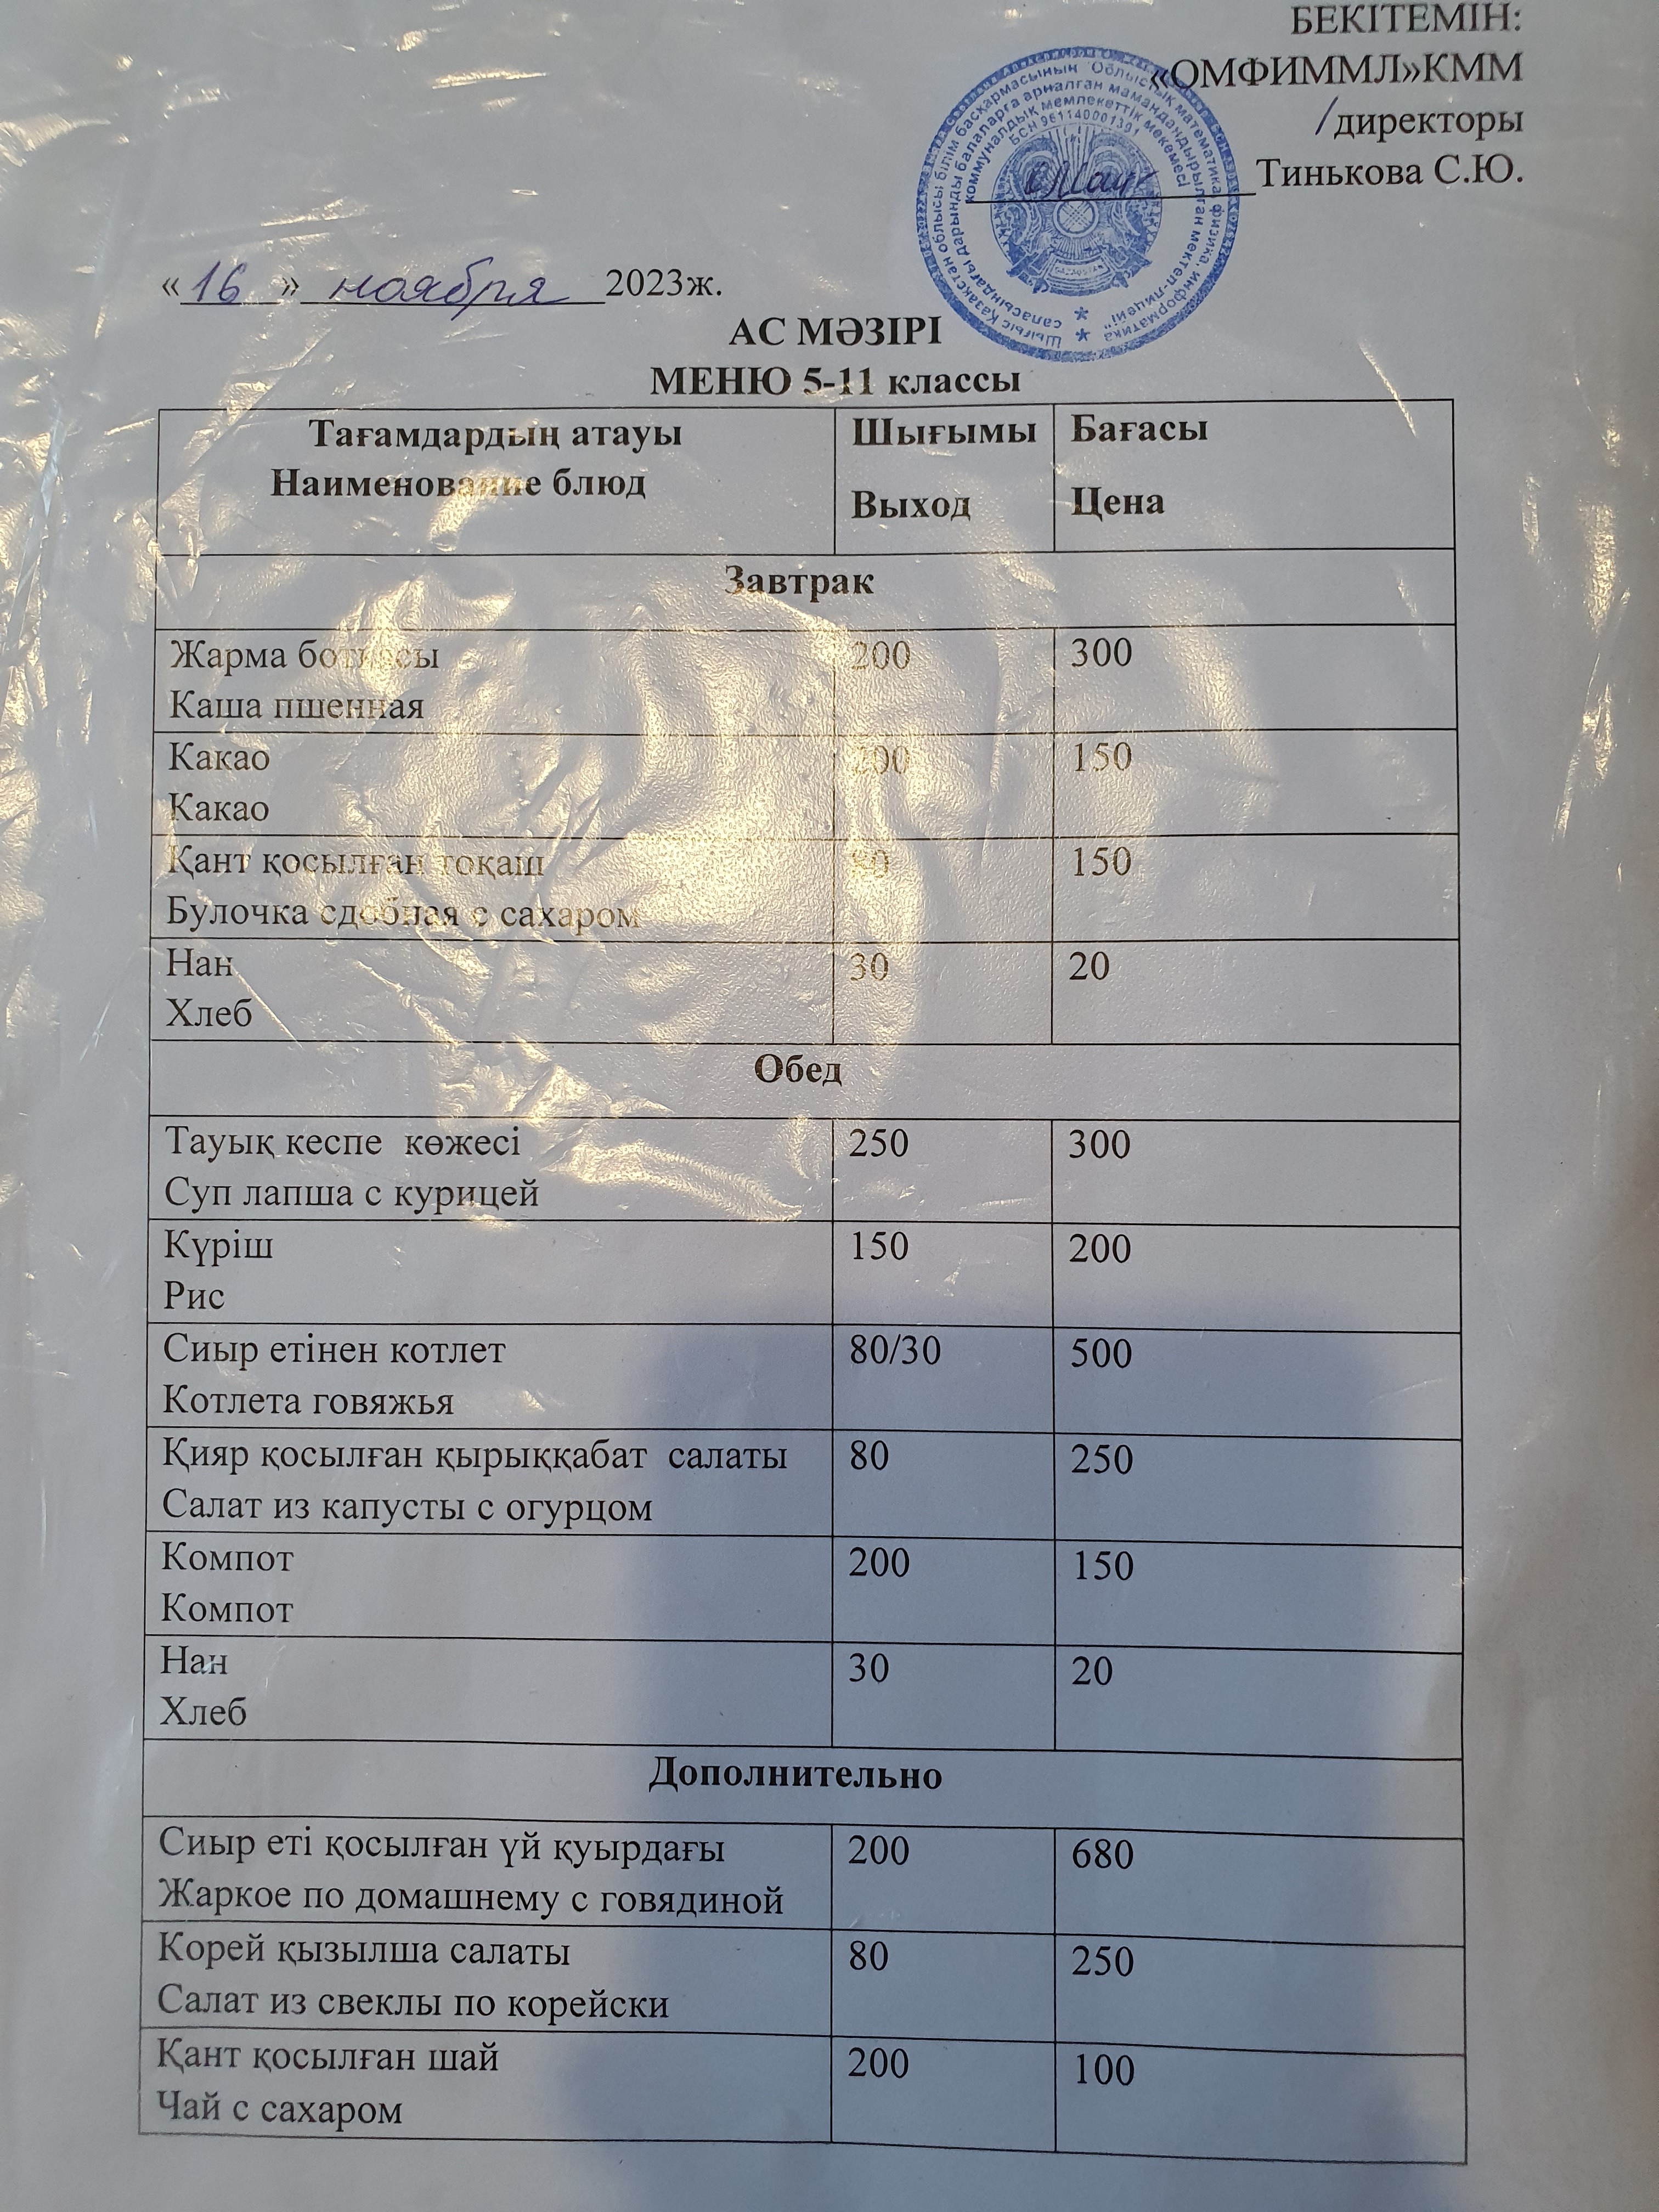 БЕКІТЕМІН:
«ОМФИММЛ»КММ
/директоры
Тинькова С.Ю.
БСН 961140001391
«16» ноября 2023ж.
АС МӘЗІРІ
МЕНЮ 5-11 классы
Тағамдардың атауы Шығымы Бағасы
Наименование блюд Выход Цена
Завтрак
Жарма ботқасы 200 300
Каша пшенная
Какао 200 150
Какао
Қант қосылған тоқаш 80 150
Булочка сдобная с сахаром
Нан 30 20
Хлеб
Обед
Тауық кеспе көжесі 250 300
Суп лапша с курицей
Күріш 150 200
Рис
Сиыр етінен котлет 80/30 500
Котлета говяжья
Қияр қосылған қырыққабат салаты 80 250
Салат из капусты с огурцом
Компот 200 150
Компот
Нан 30 20
Хлеб
Дополнительно
Сиыр еті қосылған үй қуырдағы 200 680
Жаркое по домашнему с говядиной
Корей қызылша салаты 80 250
Салат из свеклы по корейски
Қант қосылған шай 200 100
Чай с сахаром